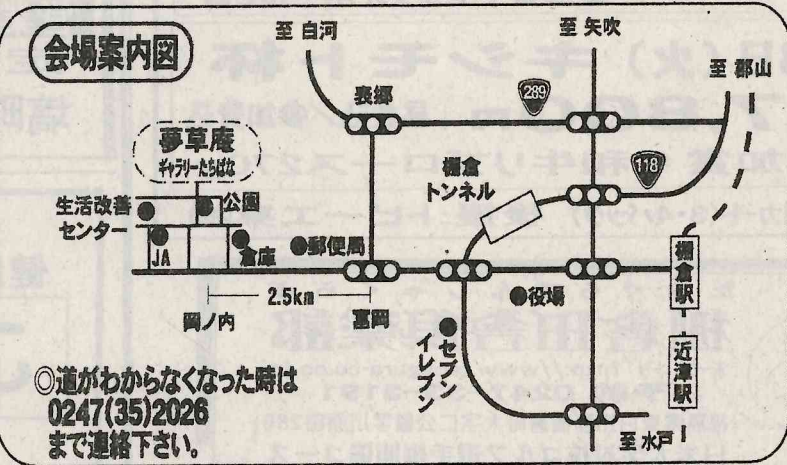 会場案内図
至 白河
至 矢吹
至 郡山
表郷
289
118
夢草庵
ギャラリーたちばな
棚倉
トンネル
生活改善
センター
公園
JA
倉庫
郵便局
役場
棚倉駅
2.5km
岡ノ内
富岡
セブン
イレブン
近津駅
至 水戸
◎道がわからなくなった時は
0247(35)2026
まで連絡下さい。